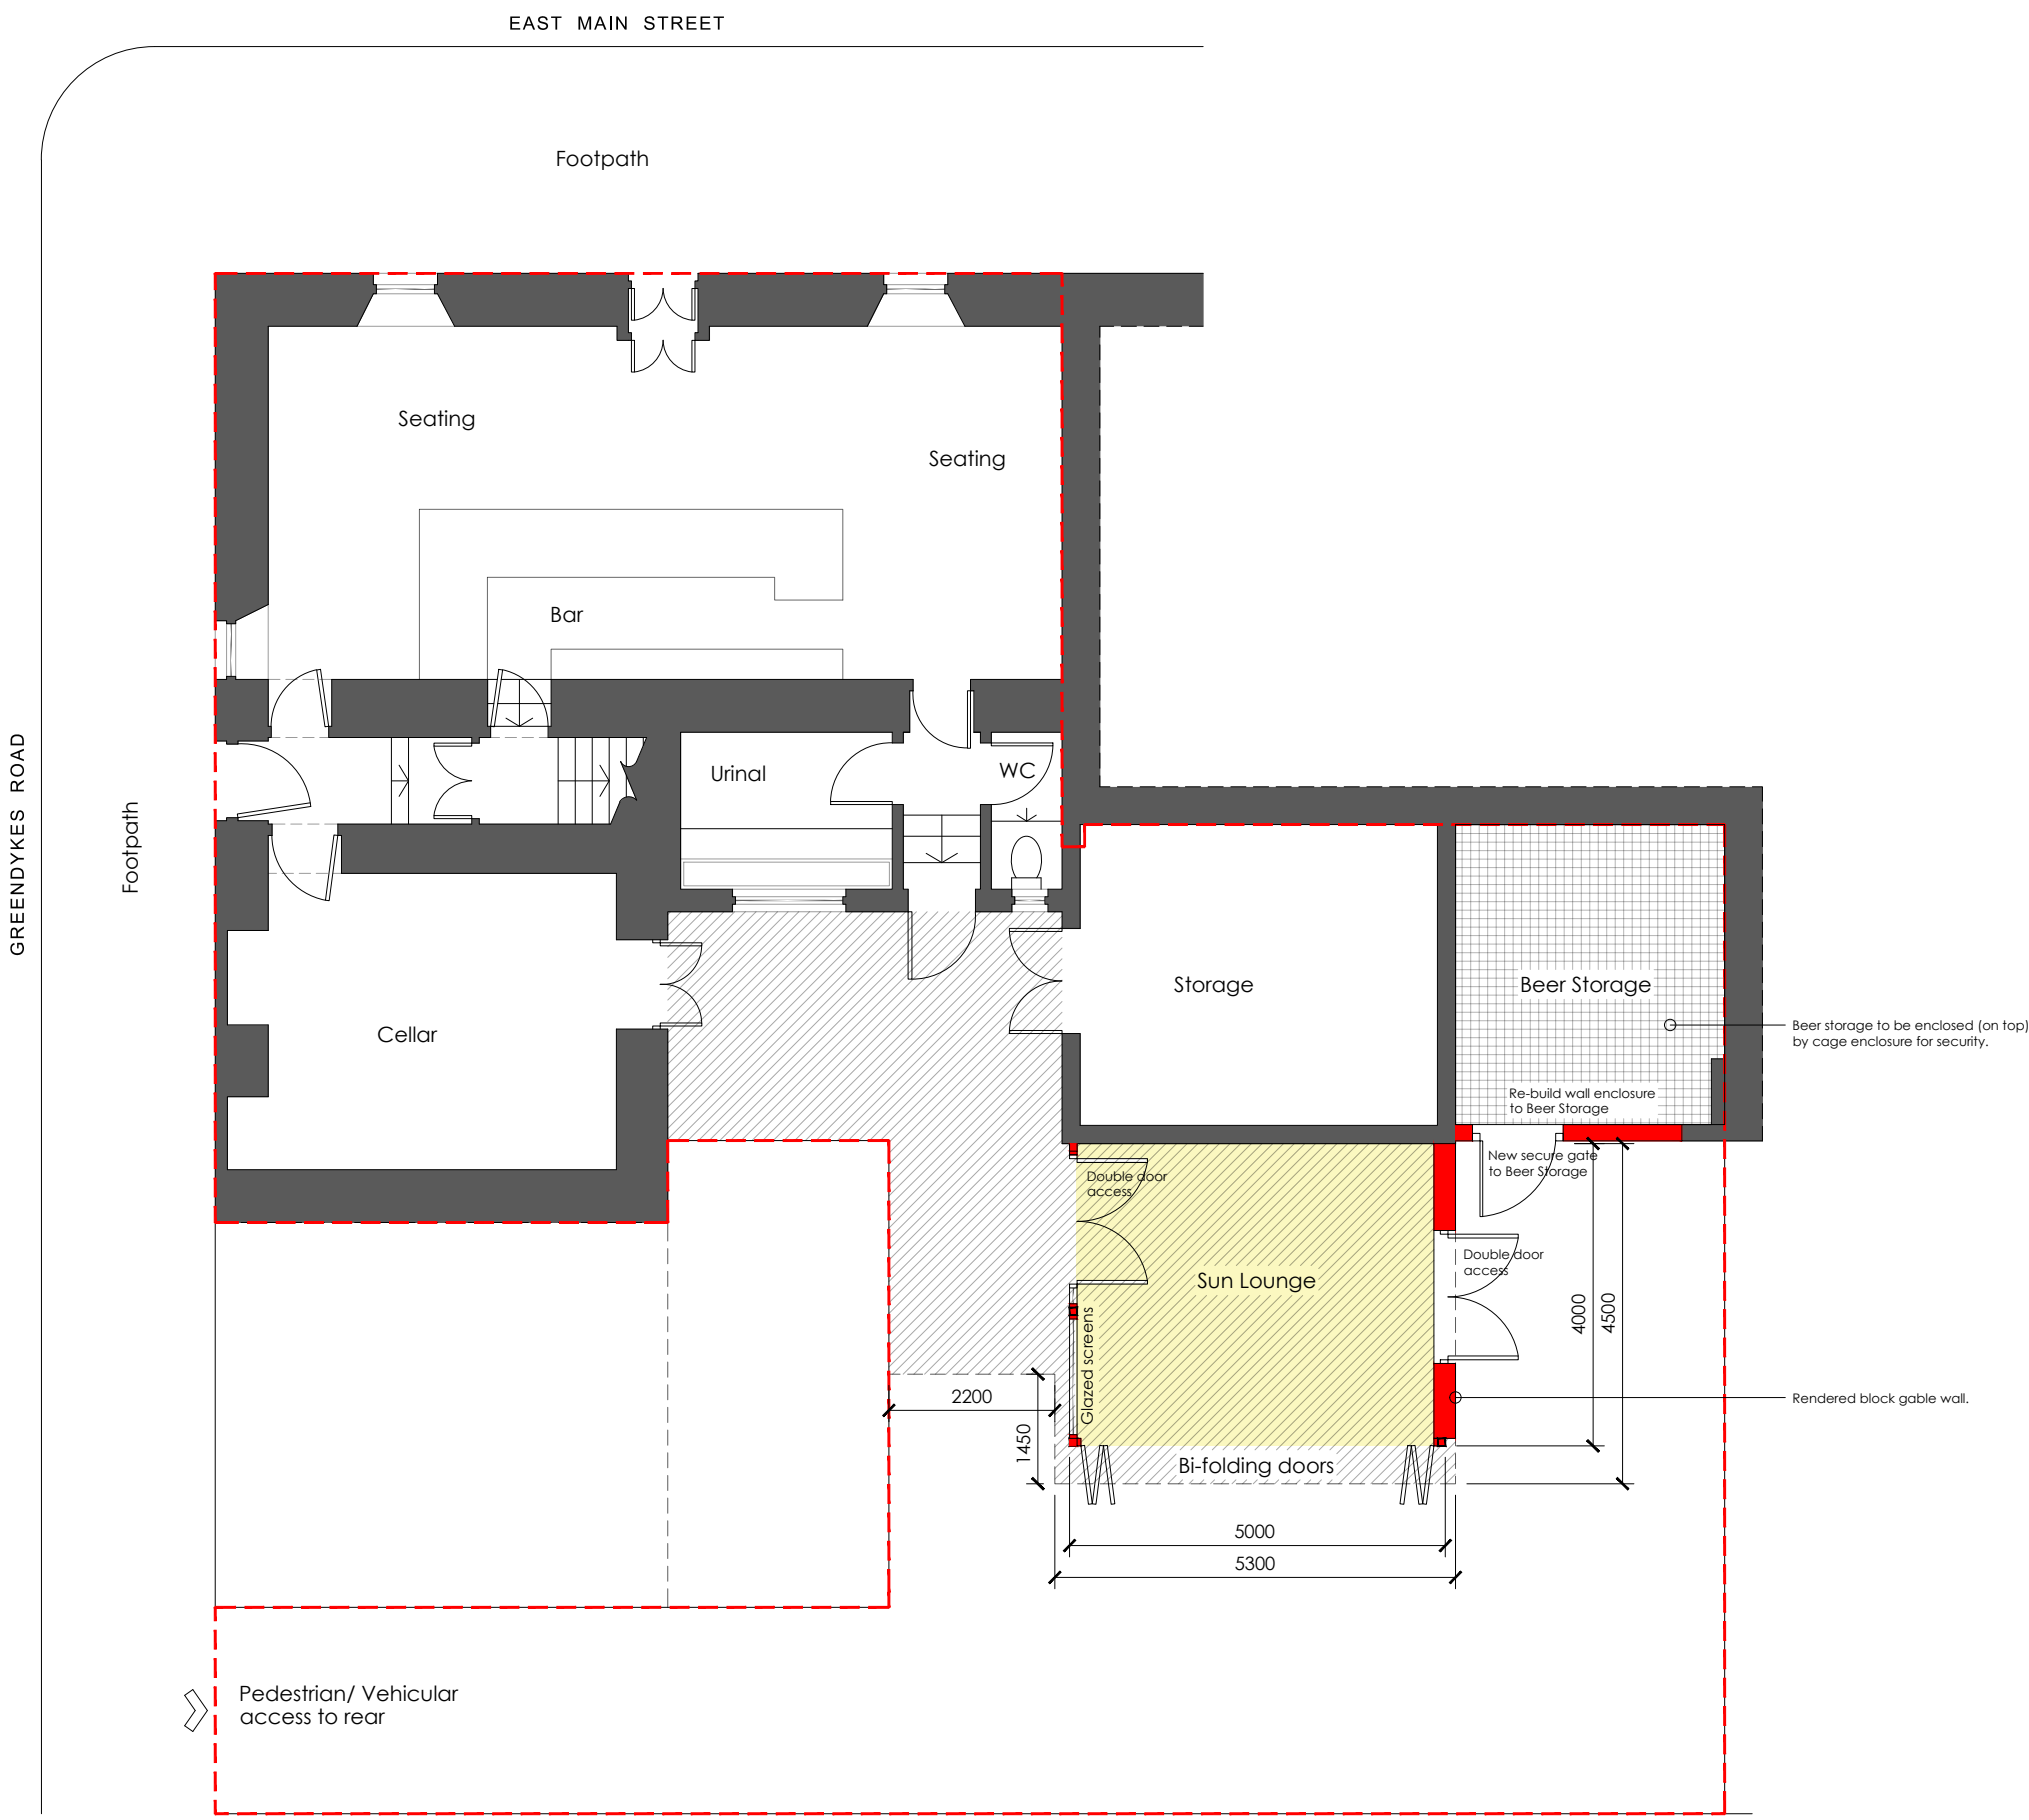 EAST MAIN STREET
Footpath
Seating
Seating
Bar
Urinal
WC
GREENDYKES ROAD
Footpath
Cellar
Storage
Beer Storage
Beer storage to be enclosed (on top)
by cage enclosure for security.
Re-build wall enclosure
to Beer Storage
New secure gate
to Beer Storage
Double door
access
Double door
access
Sun Lounge
Glazed screens
4000
4500
2200
1450
Rendered block gable wall.
Bi-folding doors
5000
5300
Pedestrian/ Vehicular
access to rear